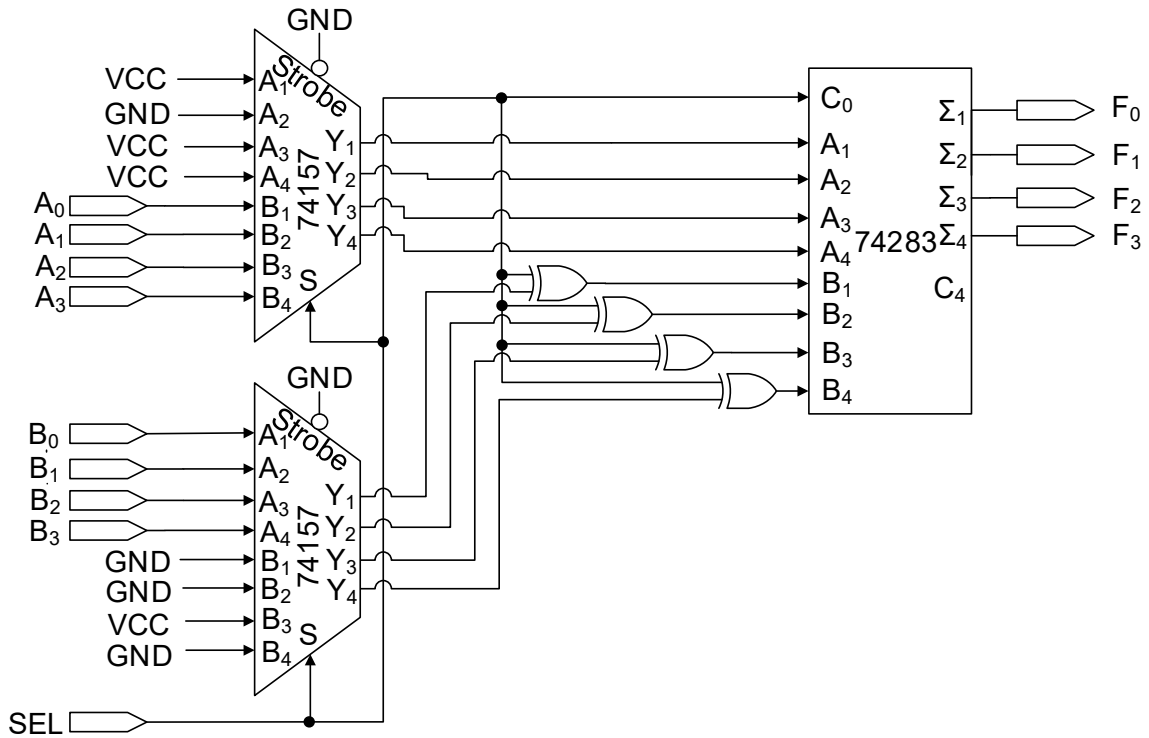 GND
VCC
GND
VCC
VCC
A₀
A₁
A₂
A₃
Strobe
A₁
A₂
A₃
A₄
B₁
B₂
B₃
B₄
74157
Y₁
Y₂
Y₃
Y₄
S
GND
B₀
B₁
B₂
B₃
GND
GND
VCC
GND
Strobe
A₁
A₂
A₃
A₄
B₁
B₂
B₃
B₄
74157
Y₁
Y₂
Y₃
Y₄
S
SEL
C₀
A₁
A₂
A₃
A₄
B₁
B₂
B₃
B₄
74283
Σ₁
Σ₂
Σ₃
Σ₄
C₄
F₀
F₁
F₂
F₃